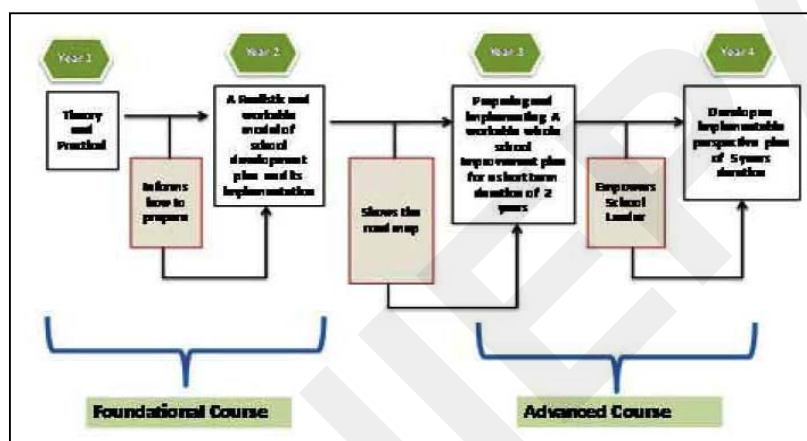 Year 1
Year 2
Year 3
Year 4
Theory
and
Practical
A Realistic and
workable
model of
school
development
plan and its
implementation
Preparing and
Implementing A
workable whole
school
improvement plan
for a short term
duration of 2
years
Develop an
implementable
perspective plan
of 5 years
duration
Informs
how to
prepare
Shows the
road map
Empowers
School
Leader
Foundational Course
Advanced Course